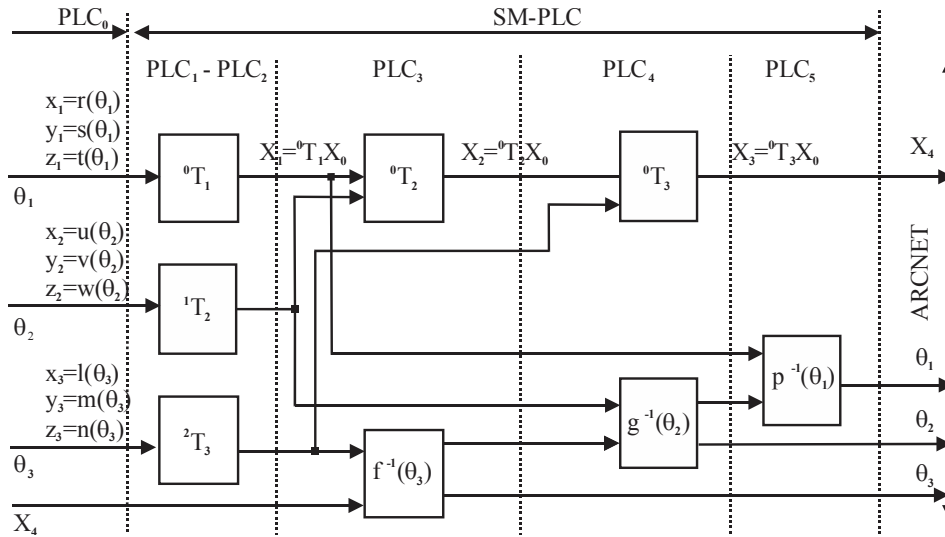 PLC₀ SM-PLC
PLC₁ - PLC₂ PLC₃ PLC₄ PLC₅
x₁=r(θ₁)
y₁=s(θ₁)
z₁=t(θ₁)
θ₁
⁰T₁
X₁=⁰T₁X₀
⁰T₂
X₂=⁰T₂X₀
⁰T₃
X₃=⁰T₃X₀
X₄
x₂=u(θ₂)
y₂=v(θ₂)
z₂=w(θ₂)
θ₂
¹T₂
ARCNET
x₃=l(θ₃)
y₃=m(θ₃)
z₃=n(θ₃)
θ₃
²T₃
f⁻¹(θ₃)
g⁻¹(θ₂)
p⁻¹(θ₁)
θ₁
θ₂
θ₃
X₄